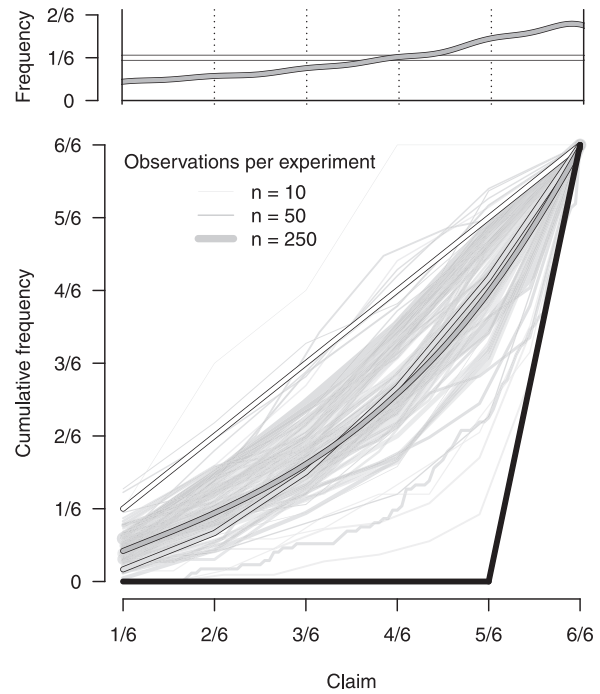 Frequency
2/6
1/6
0
Cumulative frequency
6/6
5/6
4/6
3/6
2/6
1/6
0
Observations per experiment
n = 10
n = 50
n = 250
1/6 2/6 3/6 4/6 5/6 6/6
Claim